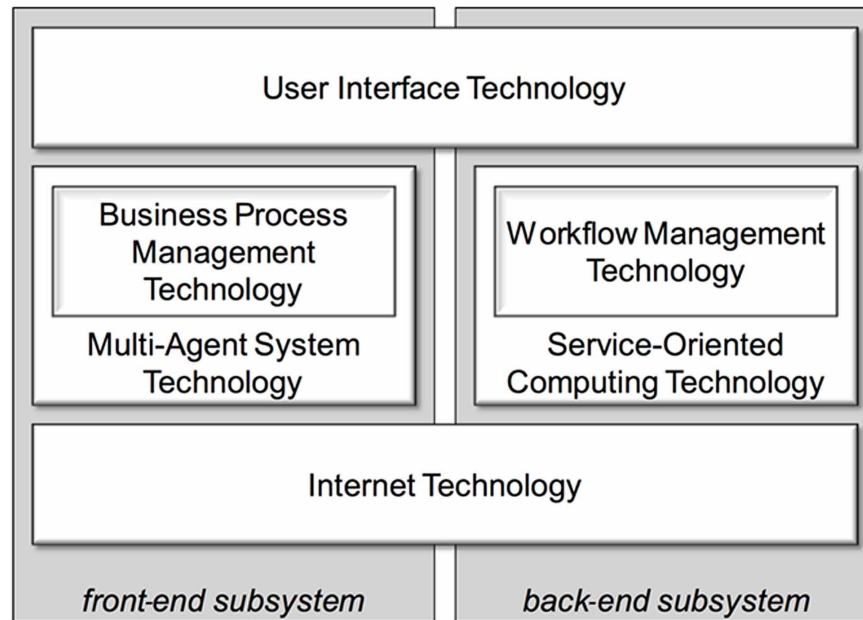 User Interface Technology
Business Process
Management
Technology
Multi-Agent System
Technology
Workflow Management
Technology
Service-Oriented
Computing Technology
Internet Technology
front-end subsystem
back-end subsystem